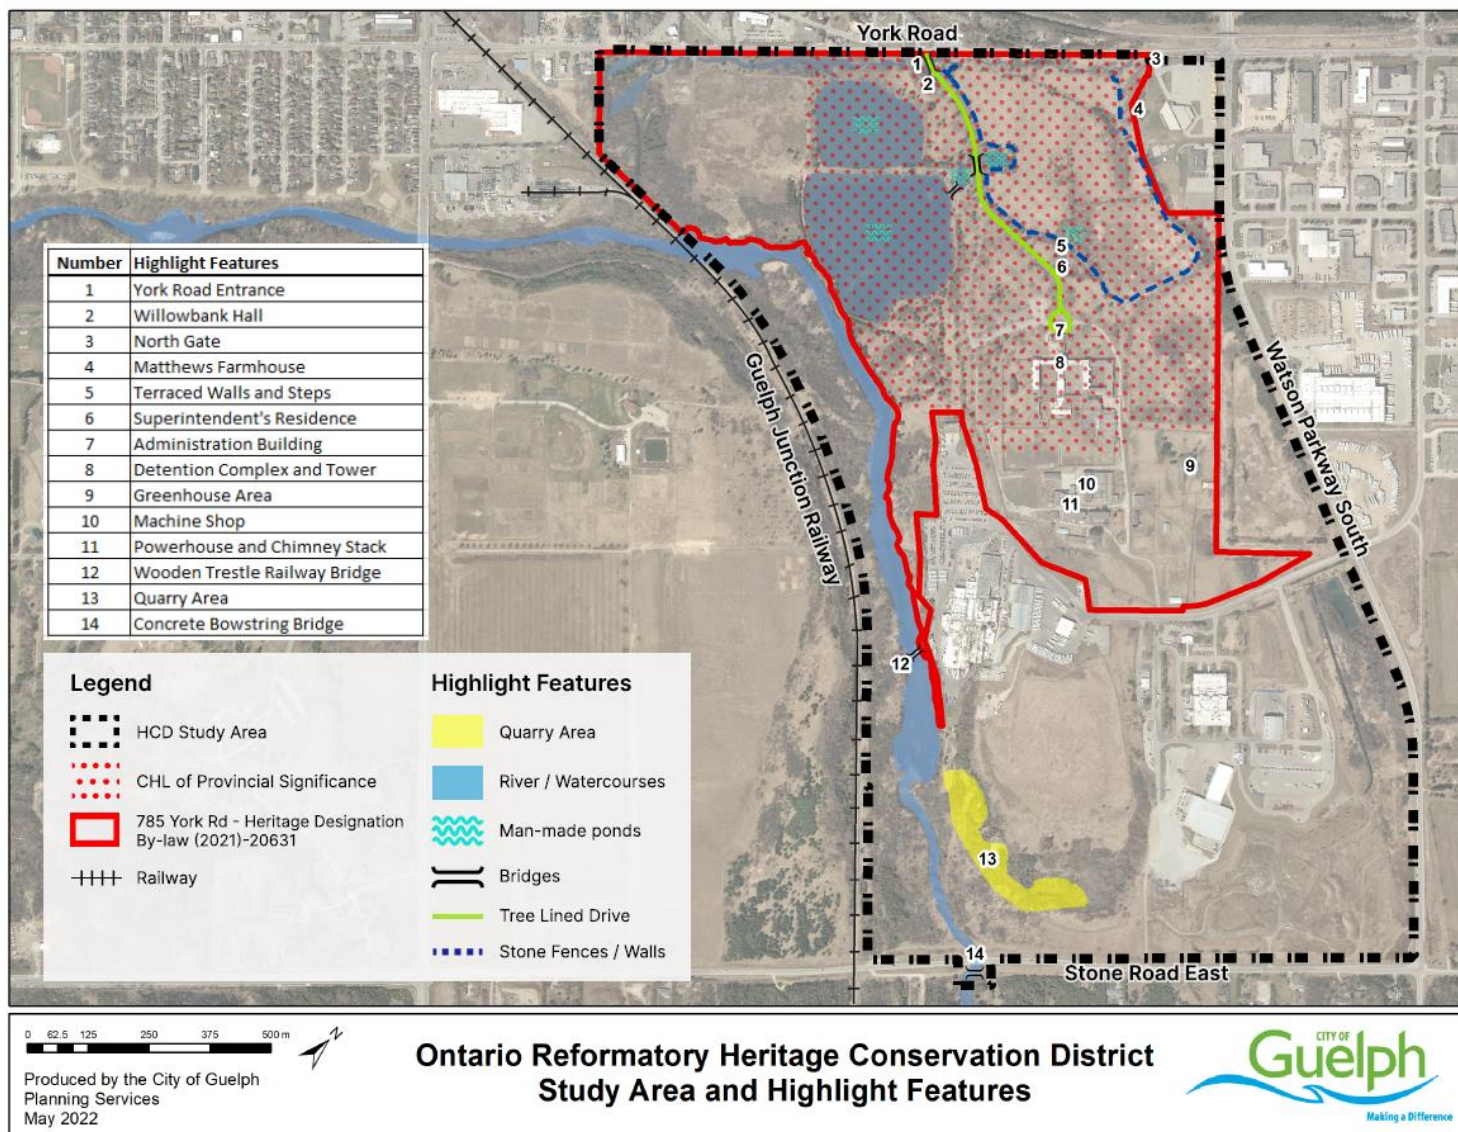 York Road
1
2
3
4
5
6
7
8
9
10
11
12
13
14
Guelph Junction Railway
Watson Parkway South
Stone Road East
Number Highlight Features
1 York Road Entrance
2 Willowbank Hall
3 North Gate
4 Matthews Farmhouse
5 Terraced Walls and Steps
6 Superintendent's Residence
7 Administration Building
8 Detention Complex and Tower
9 Greenhouse Area
10 Machine Shop
11 Powerhouse and Chimney Stack
12 Wooden Trestle Railway Bridge
13 Quarry Area
14 Concrete Bowstring Bridge
Legend
HCD Study Area
CHL of Provincial Significance
785 York Rd - Heritage Designation
By-law (2021)-20631
Railway
Highlight Features
Quarry Area
River / Watercourses
Man-made ponds
Bridges
Tree Lined Drive
Stone Fences / Walls
0 62.5 125 250 375 500 m
N
Produced by the City of Guelph
Planning Services
May 2022
Ontario Reformatory Heritage Conservation District
Study Area and Highlight Features
CITY OF
Guelph
Making a Difference